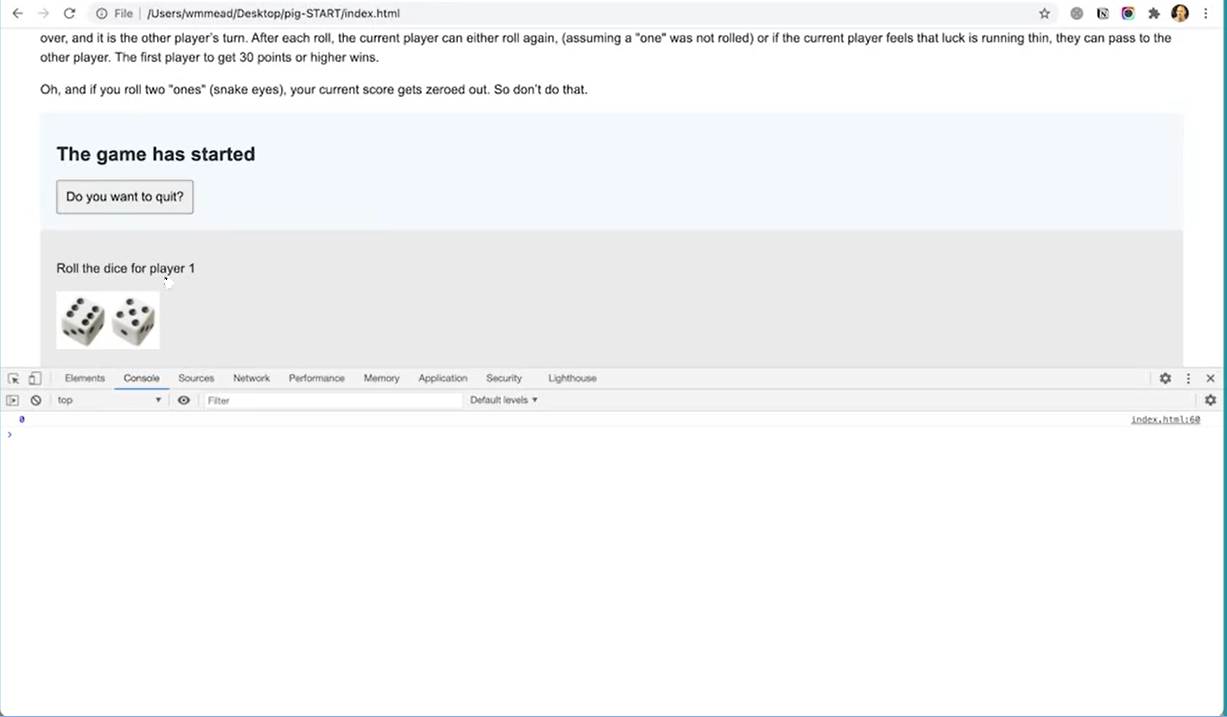 File | /Users/wmmead/Desktop/pig-START/index.html
over, and it is the other player's turn. After each roll, the current player can either roll again, (assuming a "one" was not rolled) or if the current player feels that luck is running thin, they can pass to the
other player. The first player to get 30 points or higher wins.
Oh, and if you roll two "ones" (snake eyes), your current score gets zeroed out. So don't do that.
The game has started
Do you want to quit?
Roll the dice for player 1
Elements Console Sources Network Performance Memory Application Security Lighthouse
top Filter Default levels
0 index.html:60